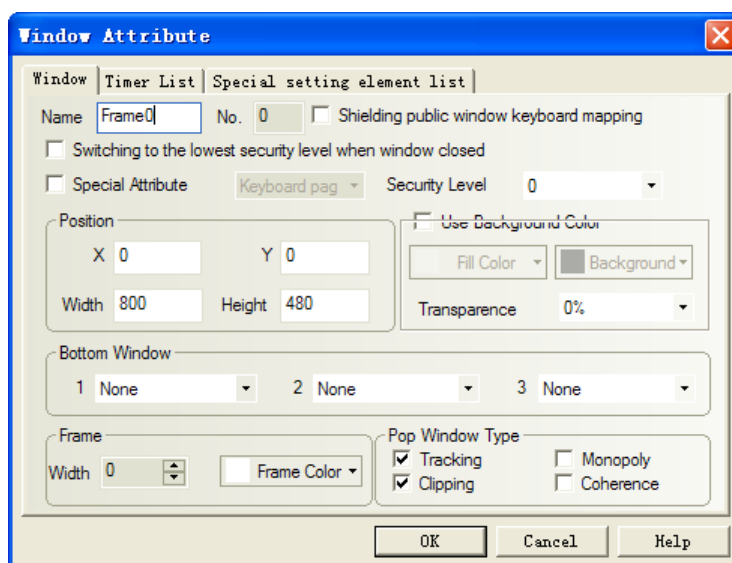 Window Attribute
Window Timer List Special setting element list
Name Frame0 No. 0 Shielding public window keyboard mapping
Switching to the lowest security level when window closed
Special Attribute Keyboard pag Security Level 0
Position Use Background Color
X 0 Y 0 Fill Color Background
Width 800 Height 480 Transparence 0%
Bottom Window
1 None 2 None 3 None
Frame Pop Window Type
Width 0 Frame Color Tracking Monopoly
Clipping Coherence
OK Cancel Help